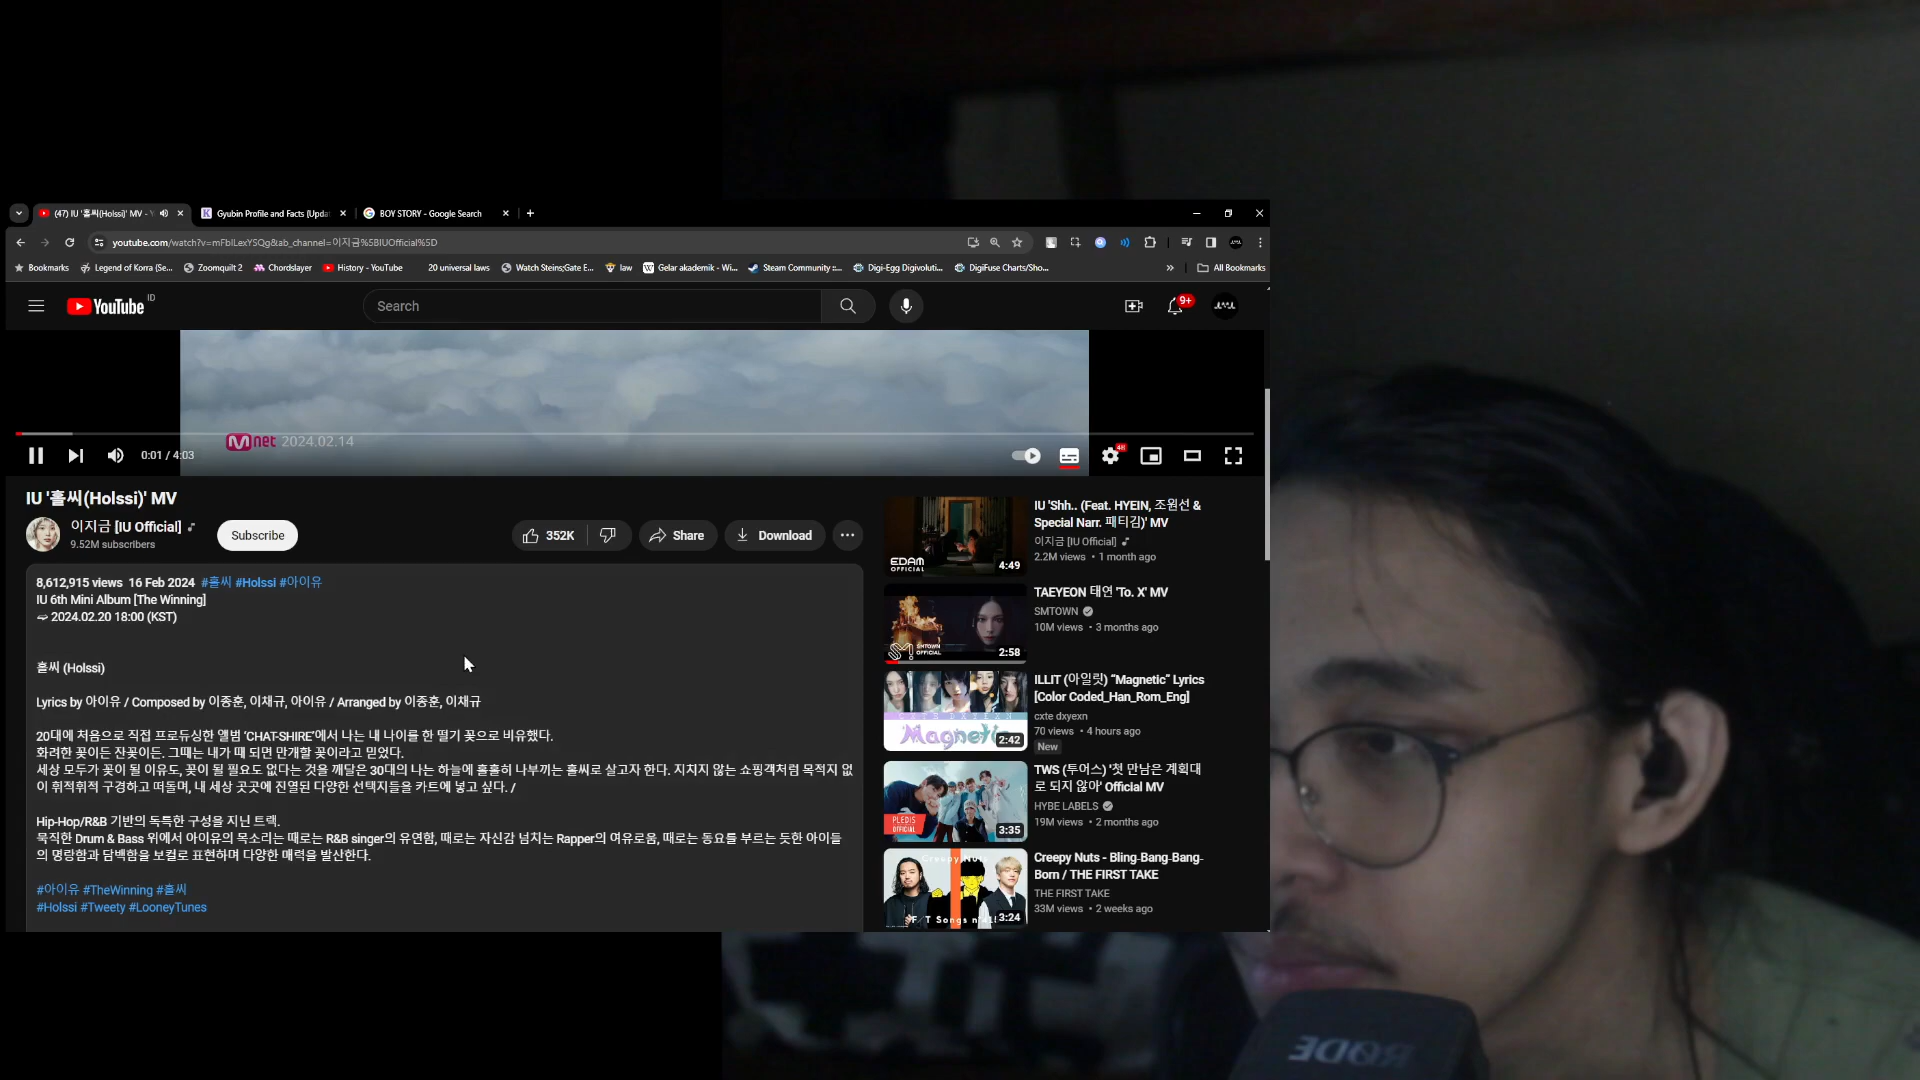 (47) IU '홀씨(Holssi)' MV - Y
Gyubin Profile and Facts (Upda
BOY STORY - Google Search
youtube.com/watch?v=mFbILexYSQg&ab_channel=이지금%5BIUOfficial%5D
Bookmarks
Legend of Korra (Se...
Zoomquilt 2
Chordslayer
History - YouTube
20 universal laws
Watch Steins;Gate E...
law
Gelar akademik - Wi...
Steam Community ::...
Digi-Egg Digivoluti...
DigiFuse Charts/Sho...
All Bookmarks
YouTube ID
Search
9+
Mnet 2024.02.14
0:01 / 4:03
IU '홀씨(Holssi)' MV
이지금 [IU Official]
9.52M subscribers
Subscribe
352K
Share
Download
8,612,915 views 16 Feb 2024 #홀씨 #Holssi #아이유
IU 6th Mini Album [The Winning]
➫ 2024.02.20 18:00 (KST)
홀씨 (Holssi)
Lyrics by 아이유 / Composed by 이종훈, 이채규, 아이유 / Arranged by 이종훈, 이채규
20대에 처음으로 직접 프로듀싱한 앨범 ‘CHAT-SHIRE’에서 나는 내 나이를 한 떨기 꽃으로 비유했다.
화려한 꽃이든 잔꽃이든. 그때는 내가 때 되면 만개할 꽃이라고 믿었다.
세상 모두가 꽃이 될 이유도, 꽃이 될 필요도 없다는 것을 깨달은 30대의 나는 하늘에 훌훌히 나부끼는 홀씨로 살고자 한다. 지치지 않는 쇼핑객처럼 목적지 없
이 휘적휘적 구경하고 떠돌며, 내 세상 곳곳에 진열된 다양한 선택지들을 카트에 넣고 싶다. /
Hip-Hop/R&B 기반의 독특한 구성을 지닌 트랙.
묵직한 Drum & Bass 위에서 아이유의 목소리는 때로는 R&B singer의 유연함, 때로는 자신감 넘치는 Rapper의 여유로움, 때로는 동요를 부르는 듯한 아이들
의 명랑함과 담백함을 보컬로 표현하며 다양한 매력을 발산한다.
#아이유 #TheWinning #홀씨
#Holssi #Tweety #LooneyTunes
EDAM
OFFICIAL
4:49
IU 'Shh.. (Feat. HYEIN, 조원선 &
Special Narr. 패티김)' MV
이지금 [IU Official]
2.2M views • 1 month ago
SMTOWN
OFFICIAL
2:58
TAEYEON 태연 'To. X' MV
SMTOWN
10M views • 3 months ago
Magnetic
2:42
ILLIT (아일릿) “Magnetic” Lyrics
[Color Coded_Han_Rom_Eng]
cxte dxyexn
70 views • 4 hours ago
New
PLEDIS
OFFICIAL
3:35
TWS (투어스) '첫 만남은 계획대
로 되지 않아' Official MV
HYBE LABELS
19M views • 2 months ago
Creepy Nuts
3:24
Creepy Nuts - Bling-Bang-Bang-
Born / THE FIRST TAKE
THE FIRST TAKE
33M views • 2 weeks ago
RØDE